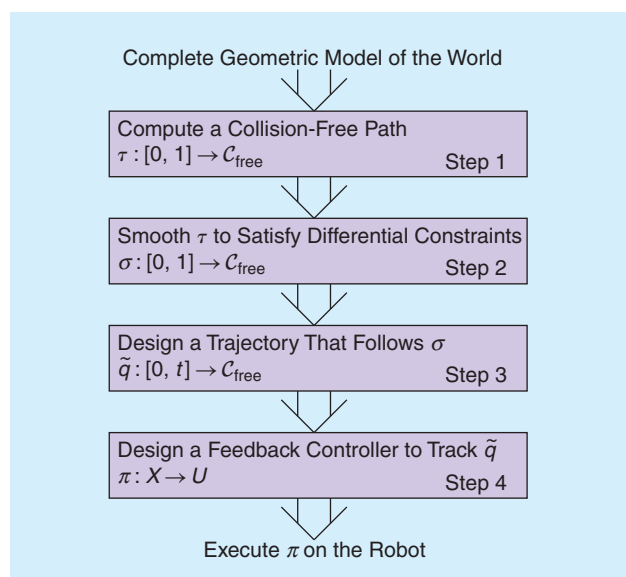 Complete Geometric Model of the World
Compute a Collision-Free Path
τ : [0, 1] → 𝒞free
Step 1
Smooth τ to Satisfy Differential Constraints
σ : [0, 1] → 𝒞free
Step 2
Design a Trajectory That Follows σ
q̃ : [0, t] → 𝒞free
Step 3
Design a Feedback Controller to Track q̃
π : X → U
Step 4
Execute π on the Robot